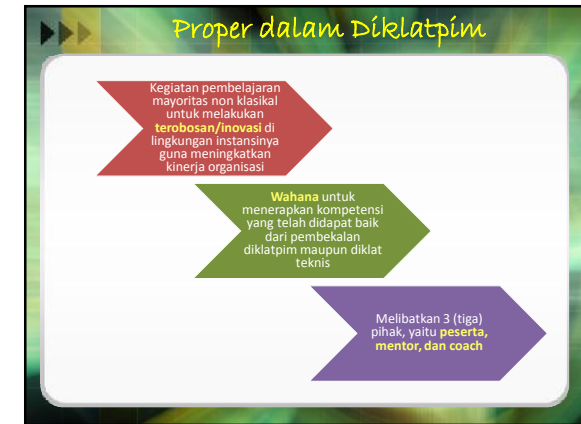 Proper dalam Diklatpim
Kegiatan pembelajaran
mayoritas non klasikal
untuk melakukan
terobosan/inovasi di
lingkungan instansinya
guna meningkatkan
kinerja organisasi
Wahana untuk
menerapkan kompetensi
yang telah didapat baik
dari pembekalan
diklatpim maupun diklat
teknis
Melibatkan 3 (tiga)
pihak, yaitu peserta,
mentor, dan coach